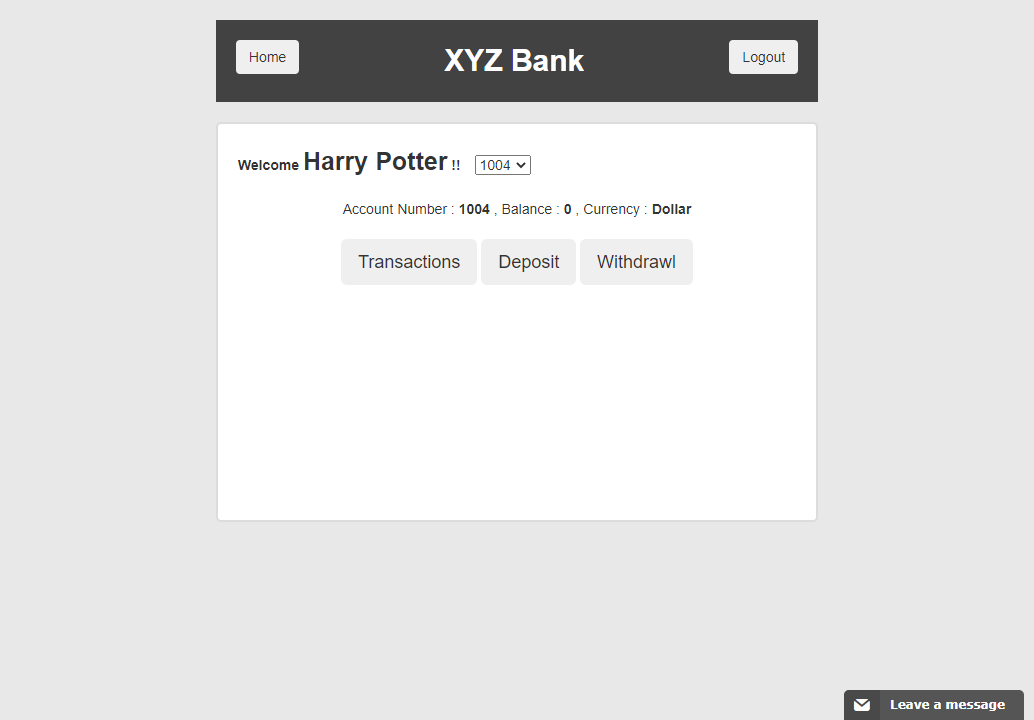 Home
XYZ Bank
Logout
Welcome Harry Potter !! 1004
Account Number : 1004 , Balance : 0 , Currency : Dollar
Transactions
Deposit
Withdrawl
Leave a message